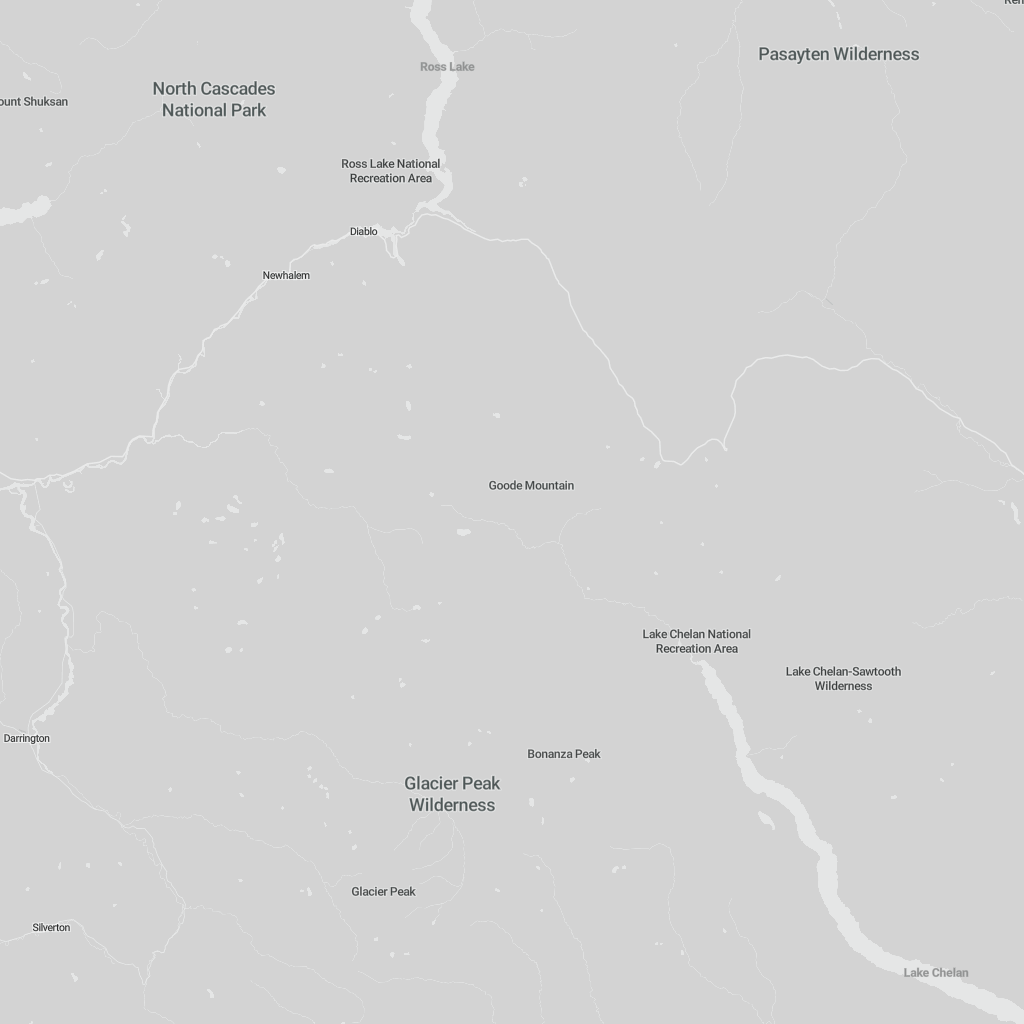 Pasayten Wilderness
Ross Lake
North Cascades
National Park
ount Shuksan
Ross Lake National
Recreation Area
Diablo
Newhalem
Goode Mountain
Lake Chelan National
Recreation Area
Lake Chelan-Sawtooth
Wilderness
Darrington
Bonanza Peak
Glacier Peak
Wilderness
Glacier Peak
Silverton
Lake Chelan